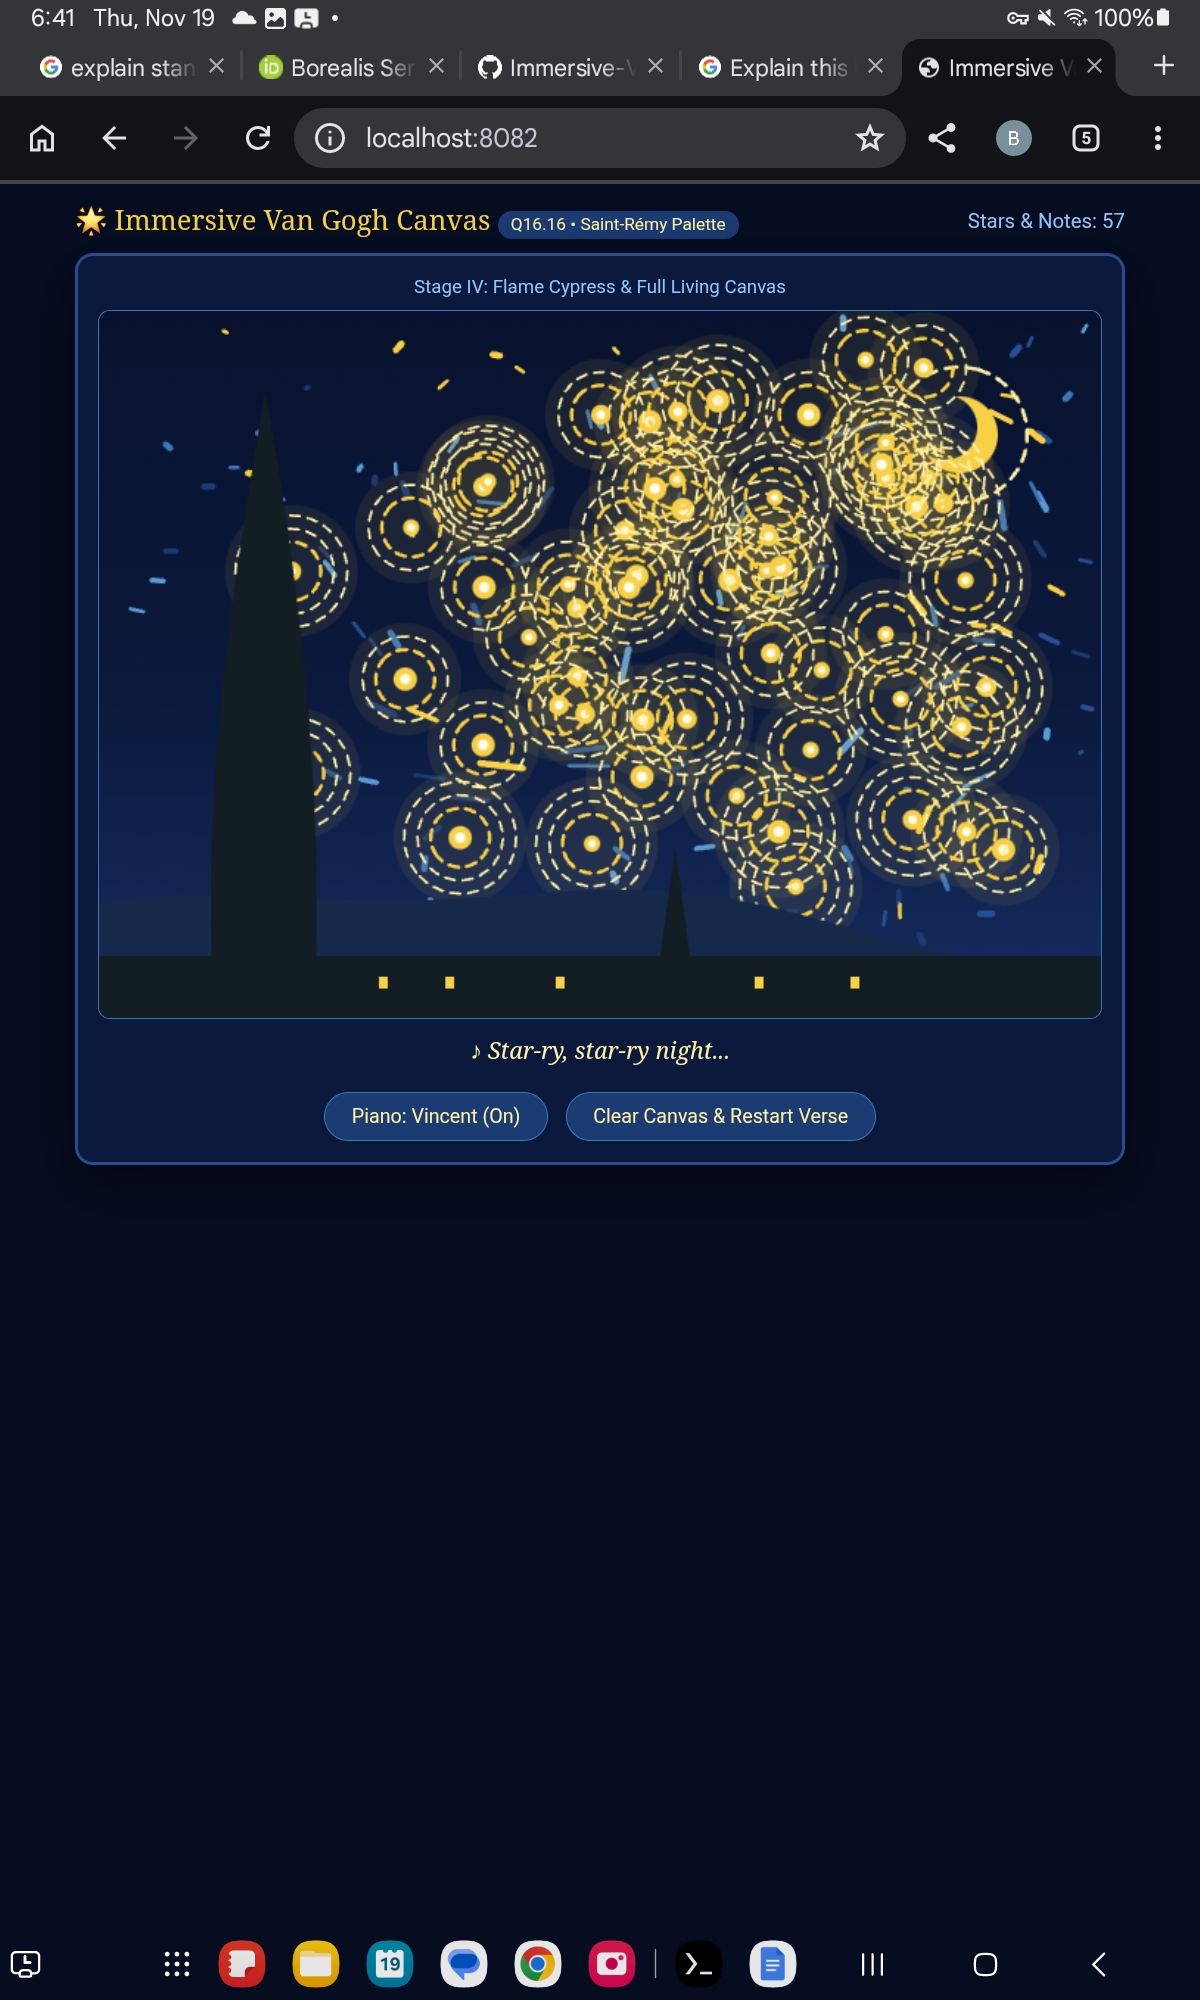 6:41 Thu, Nov 19
100%
explain stan
Borealis Ser
Immersive-V
Explain this
Immersive V
localhost:8082
B
5
Immersive Van Gogh Canvas
Q16.16 • Saint-Rémy Palette
Stars & Notes: 57
Stage IV: Flame Cypress & Full Living Canvas
♪ Star-ry, star-ry night...
Piano: Vincent (On)
Clear Canvas & Restart Verse
19